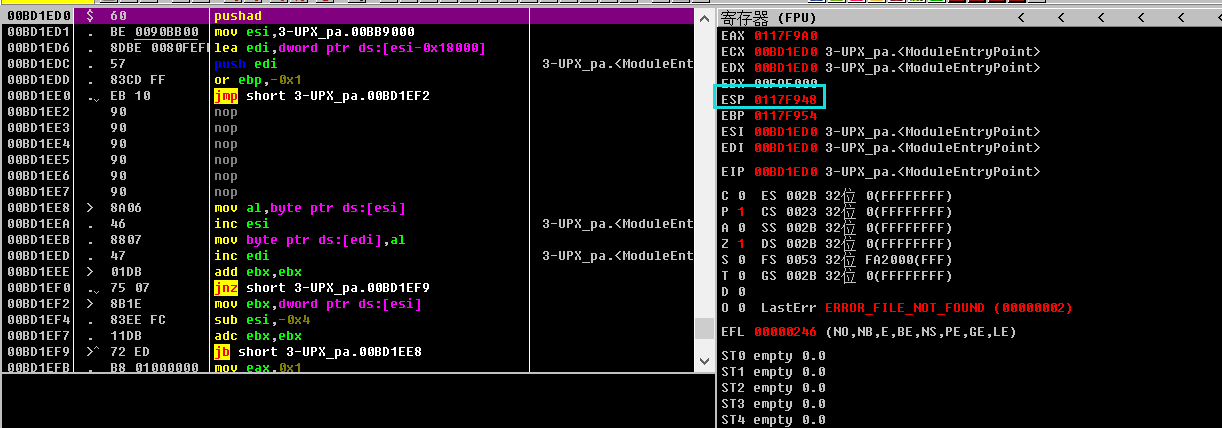 00BD1ED0 $ 60 pushad
00BD1ED1 . BE 0090BB00 mov esi,3-UPX_pa.00BB9000
00BD1ED6 . 8DBE 0080FEFF lea edi,dword ptr ds:[esi-0x18000]
00BD1EDC . 57 push edi 3-UPX_pa.<ModuleEnt
00BD1EDD . 83CD FF or ebp,-0x1
00BD1EE0 .v EB 10 jmp short 3-UPX_pa.00BD1EF2
00BD1EE2 90 nop
00BD1EE3 90 nop
00BD1EE4 90 nop
00BD1EE5 90 nop
00BD1EE6 90 nop
00BD1EE7 90 nop
00BD1EE8 > 8A06 mov al,byte ptr ds:[esi]
00BD1EEA . 46 inc esi 3-UPX_pa.<ModuleEnt
00BD1EEB . 8807 mov byte ptr ds:[edi],al
00BD1EED . 47 inc edi 3-UPX_pa.<ModuleEnt
00BD1EEE > 01DB add ebx,ebx
00BD1EF0 .v 75 07 jnz short 3-UPX_pa.00BD1EF9
00BD1EF2 > 8B1E mov ebx,dword ptr ds:[esi]
00BD1EF4 . 83EE FC sub esi,-0x4
00BD1EF7 . 11DB adc ebx,ebx
00BD1EF9 >^ 72 ED jb short 3-UPX_pa.00BD1EE8
00BD1EFB . B8 01000000 mov eax,0x1
寄存器 (FPU) < < < < < <
EAX 0117F9A0
ECX 00BD1ED0 3-UPX_pa.<ModuleEntryPoint>
EDX 00BD1ED0 3-UPX_pa.<ModuleEntryPoint>
EBX
ESP 0117F948
EBP 0117F954
ESI 00BD1ED0 3-UPX_pa.<ModuleEntryPoint>
EDI 00BD1ED0 3-UPX_pa.<ModuleEntryPoint>
EIP 00BD1ED0 3-UPX_pa.<ModuleEntryPoint>
C 0 ES 002B 32位 0(FFFFFFFF)
P 1 CS 0023 32位 0(FFFFFFFF)
A 0 SS 002B 32位 0(FFFFFFFF)
Z 1 DS 002B 32位 0(FFFFFFFF)
S 0 FS 0053 32位 FA2000(FFF)
T 0 GS 002B 32位 0(FFFFFFFF)
D 0
O 0 LastErr ERROR_FILE_NOT_FOUND (00000002)
EFL 00000246 (NO,NB,E,BE,NS,PE,GE,LE)
ST0 empty 0.0
ST1 empty 0.0
ST2 empty 0.0
ST3 empty 0.0
ST4 empty 0.0